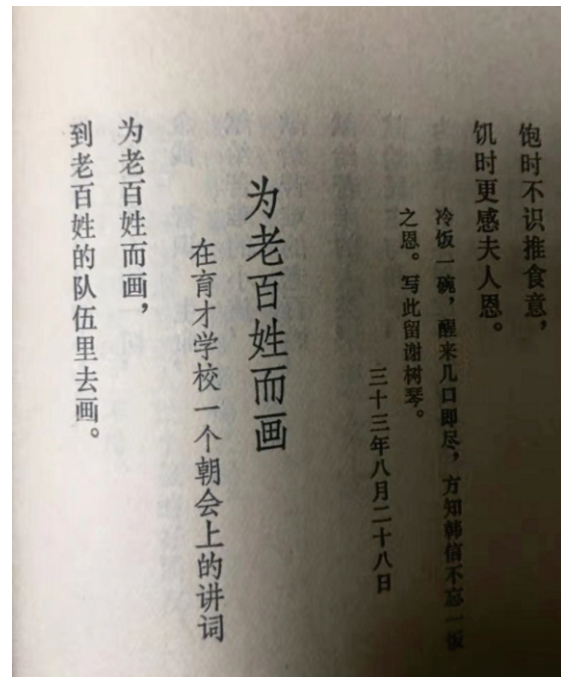 饱时不识推食意，
饥时更感夫人恩。
冷饭一碗，醒来几口即尽，方知韩信不忘一饭
之恩。写此留谢树琴。
三十三年八月二十八日
为老百姓而画
在育才学校一个朝会上的讲词
为老百姓而画，
到老百姓的队伍里去画。